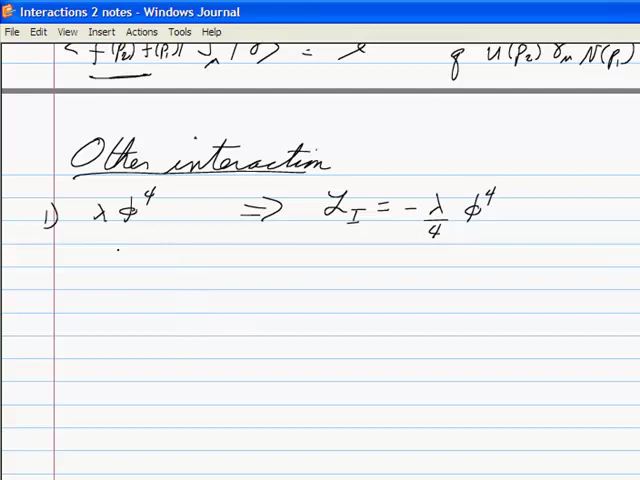 Interactions 2 notes - Windows Journal
File Edit View Insert Actions Tools Help
Other interaction
1) λ φ⁴ ⇒ ℒ_I = - λ/4 φ⁴